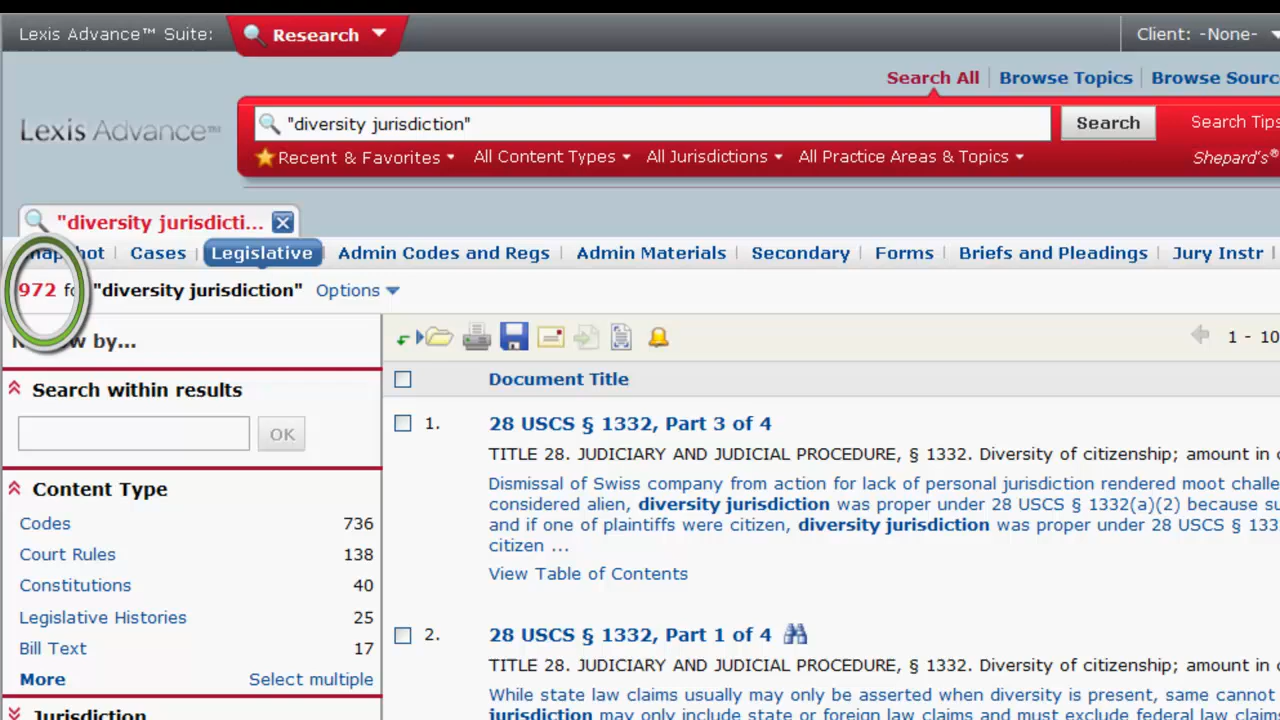 Lexis Advance™ Suite: Research Client: -None-
Search All Browse Topics Browse
Lexis Advance™ "diversity jurisdiction" Search Search Tips
Recent & Favorites All Content Types All Jurisdictions All Practice Areas & Topics Shepard's®
"diversity jurisdicti...
Snapshot Cases Legislative Admin Codes and Regs Admin Materials Secondary Forms Briefs and Pleadings Jury Instr
972 for "diversity jurisdiction" Options
by... 1 - 10
Document Title
Search within results
OK
1. 28 USCS § 1332, Part 3 of 4
TITLE 28. JUDICIARY AND JUDICIAL PROCEDURE, § 1332. Diversity of citizenship; amount in
Dismissal of Swiss company from action for lack of personal jurisdiction rendered moot
considered alien, diversity jurisdiction was proper under 28 USCS § 1332(a)(2) because
and if one of plaintiffs were citizen, diversity jurisdiction was proper under 28 USCS §
citizen ...
View Table of Contents
Content Type
Codes 736
Court Rules 138
Constitutions 40
Legislative Histories 25
Bill Text 17
More Select multiple
Jurisdiction
2. 28 USCS § 1332, Part 1 of 4
TITLE 28. JUDICIARY AND JUDICIAL PROCEDURE, § 1332. Diversity of citizenship; amount in
While state law claims usually may only be asserted when diversity is present, same cannot
jurisdiction may only include state or foreign law claims and must exclude federal law